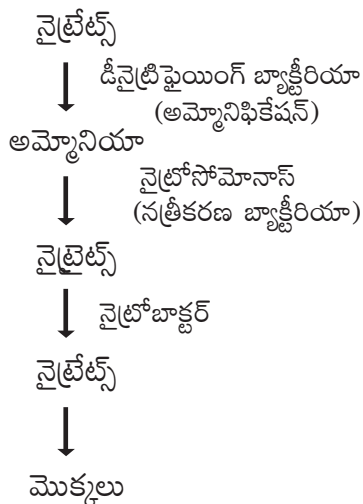 నైట్రేట్స్
డీనైట్రిఫైయింగ్ బ్యాక్టీరియా
(అమ్మోనిఫికేషన్)
అమ్మోనియా
నైట్రోసోమోనాస్
(నత్రీకరణ బ్యాక్టీరియా)
నైట్రైట్స్
నైట్రోబాక్టర్
నైట్రేట్స్
మొక్కలు